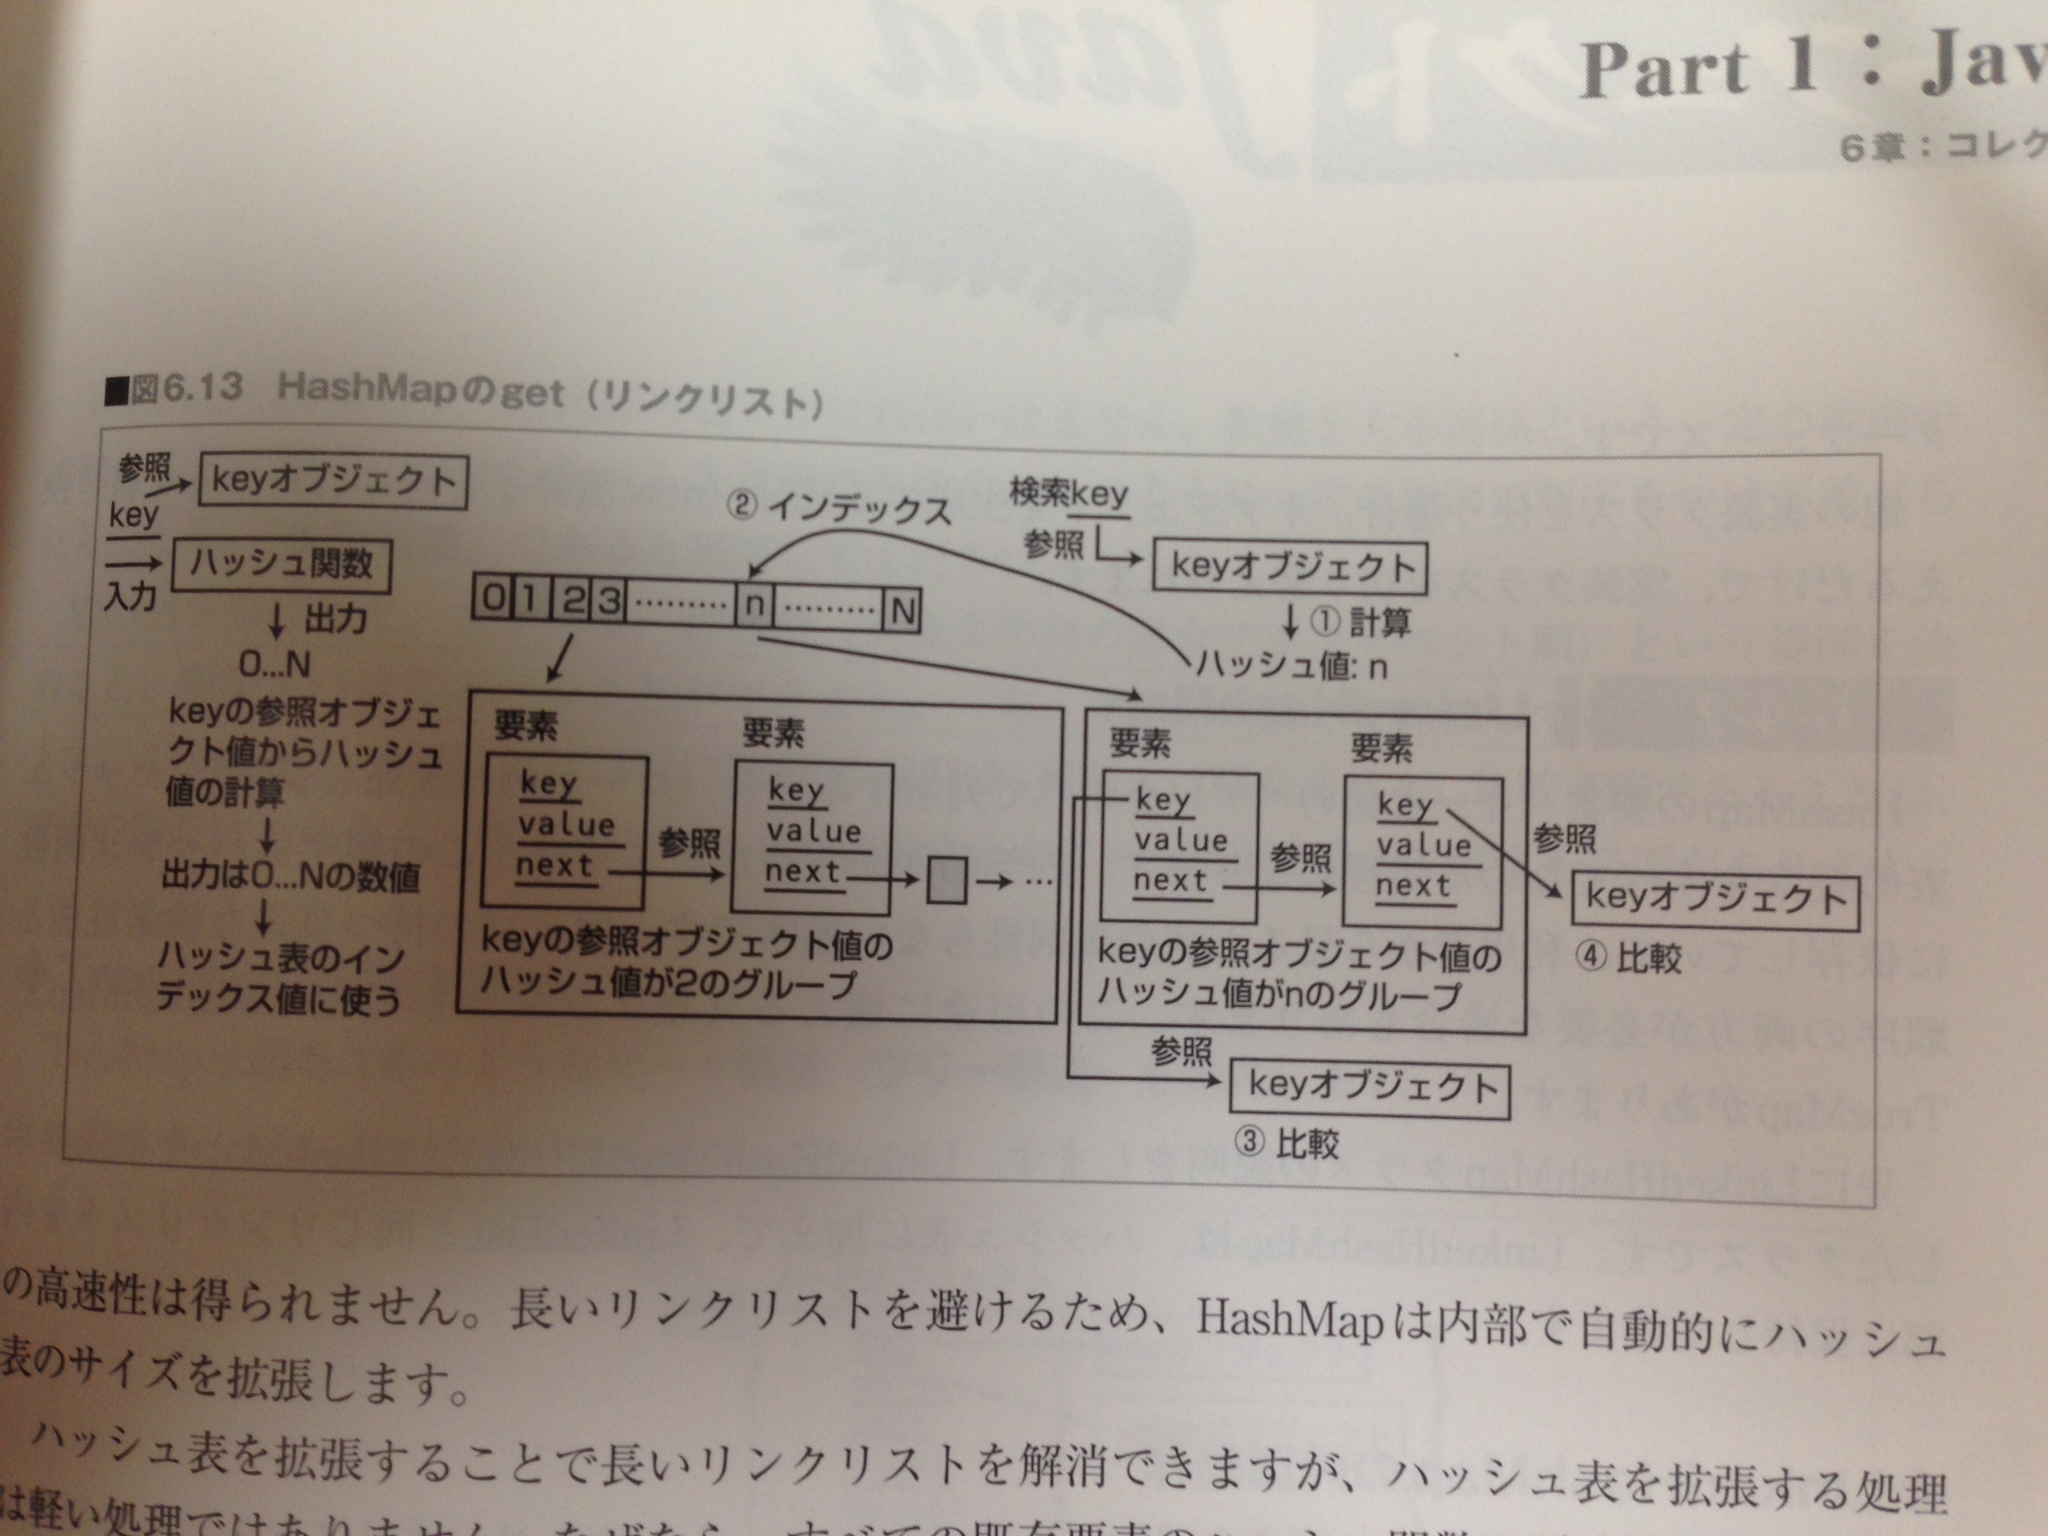 Part 1：Jav
6章：コレク
■図6.13 HashMapのget（リンクリスト）
参照
keyオブジェクト
key
入力
ハッシュ関数
出力
0...N
keyの参照オブジェ
クト値からハッシュ
値の計算
出力は0...Nの数値
ハッシュ表のイン
デックス値に使う
② インデックス
0 1 2 3 ……… n ……… N
検索key
参照
keyオブジェクト
① 計算
ハッシュ値: n
要素
key
value
next
参照
要素
key
value
next
…
keyの参照オブジェクト値の
ハッシュ値が2のグループ
要素
key
value
next
参照
要素
key
value
next
keyの参照オブジェクト値の
ハッシュ値がnのグループ
参照
keyオブジェクト
④ 比較
参照
keyオブジェクト
③ 比較
の高速性は得られません。長いリンクリストを避けるため、HashMapは内部で自動的にハッシュ
表のサイズを拡張します。
ハッシュ表を拡張することで長いリンクリストを解消できますが、ハッシュ表を拡張する処理
は軽い処理ではありません。なぜなら、すべての既存要素の